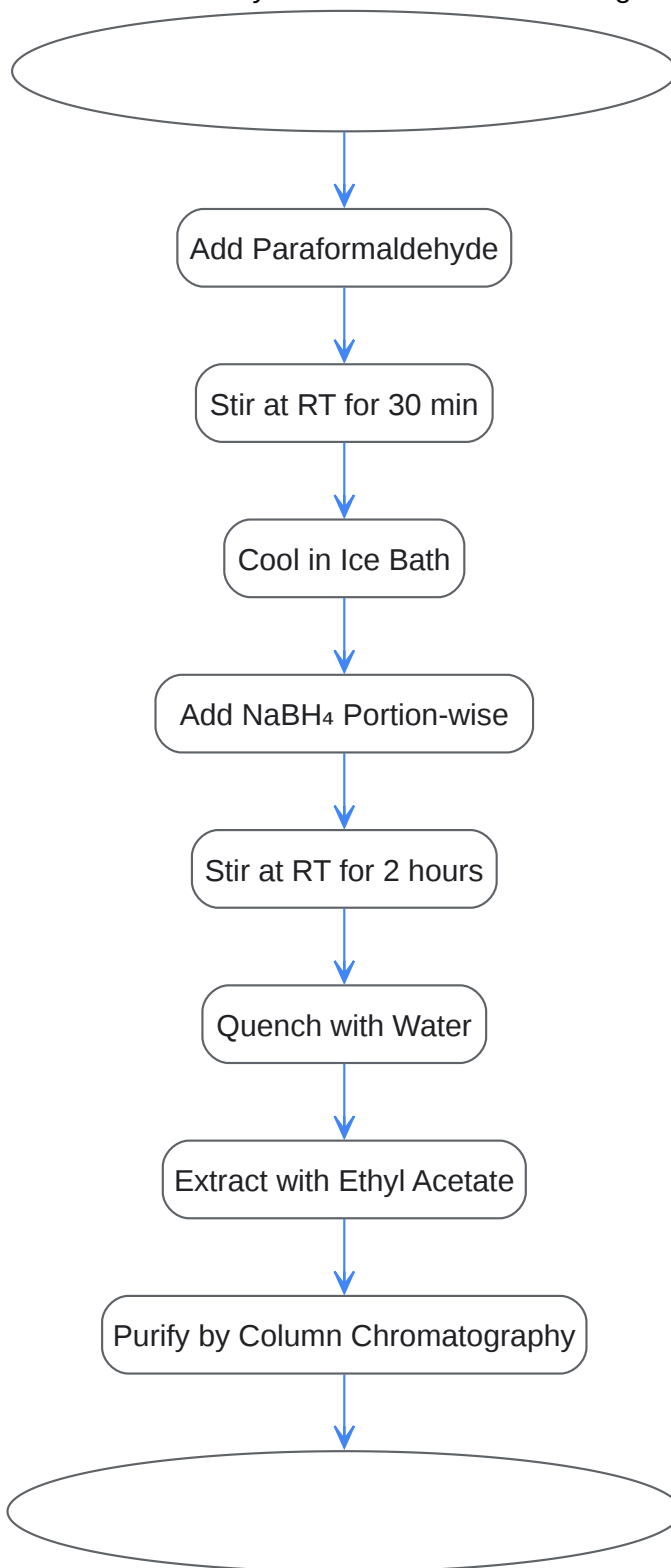 Add Paraformaldehyde
Stir at RT for 30 min
Cool in Ice Bath
Add NaBH₄ Portion-wise
Stir at RT for 2 hours
Quench with Water
Extract with Ethyl Acetate
Purify by Column Chromatography